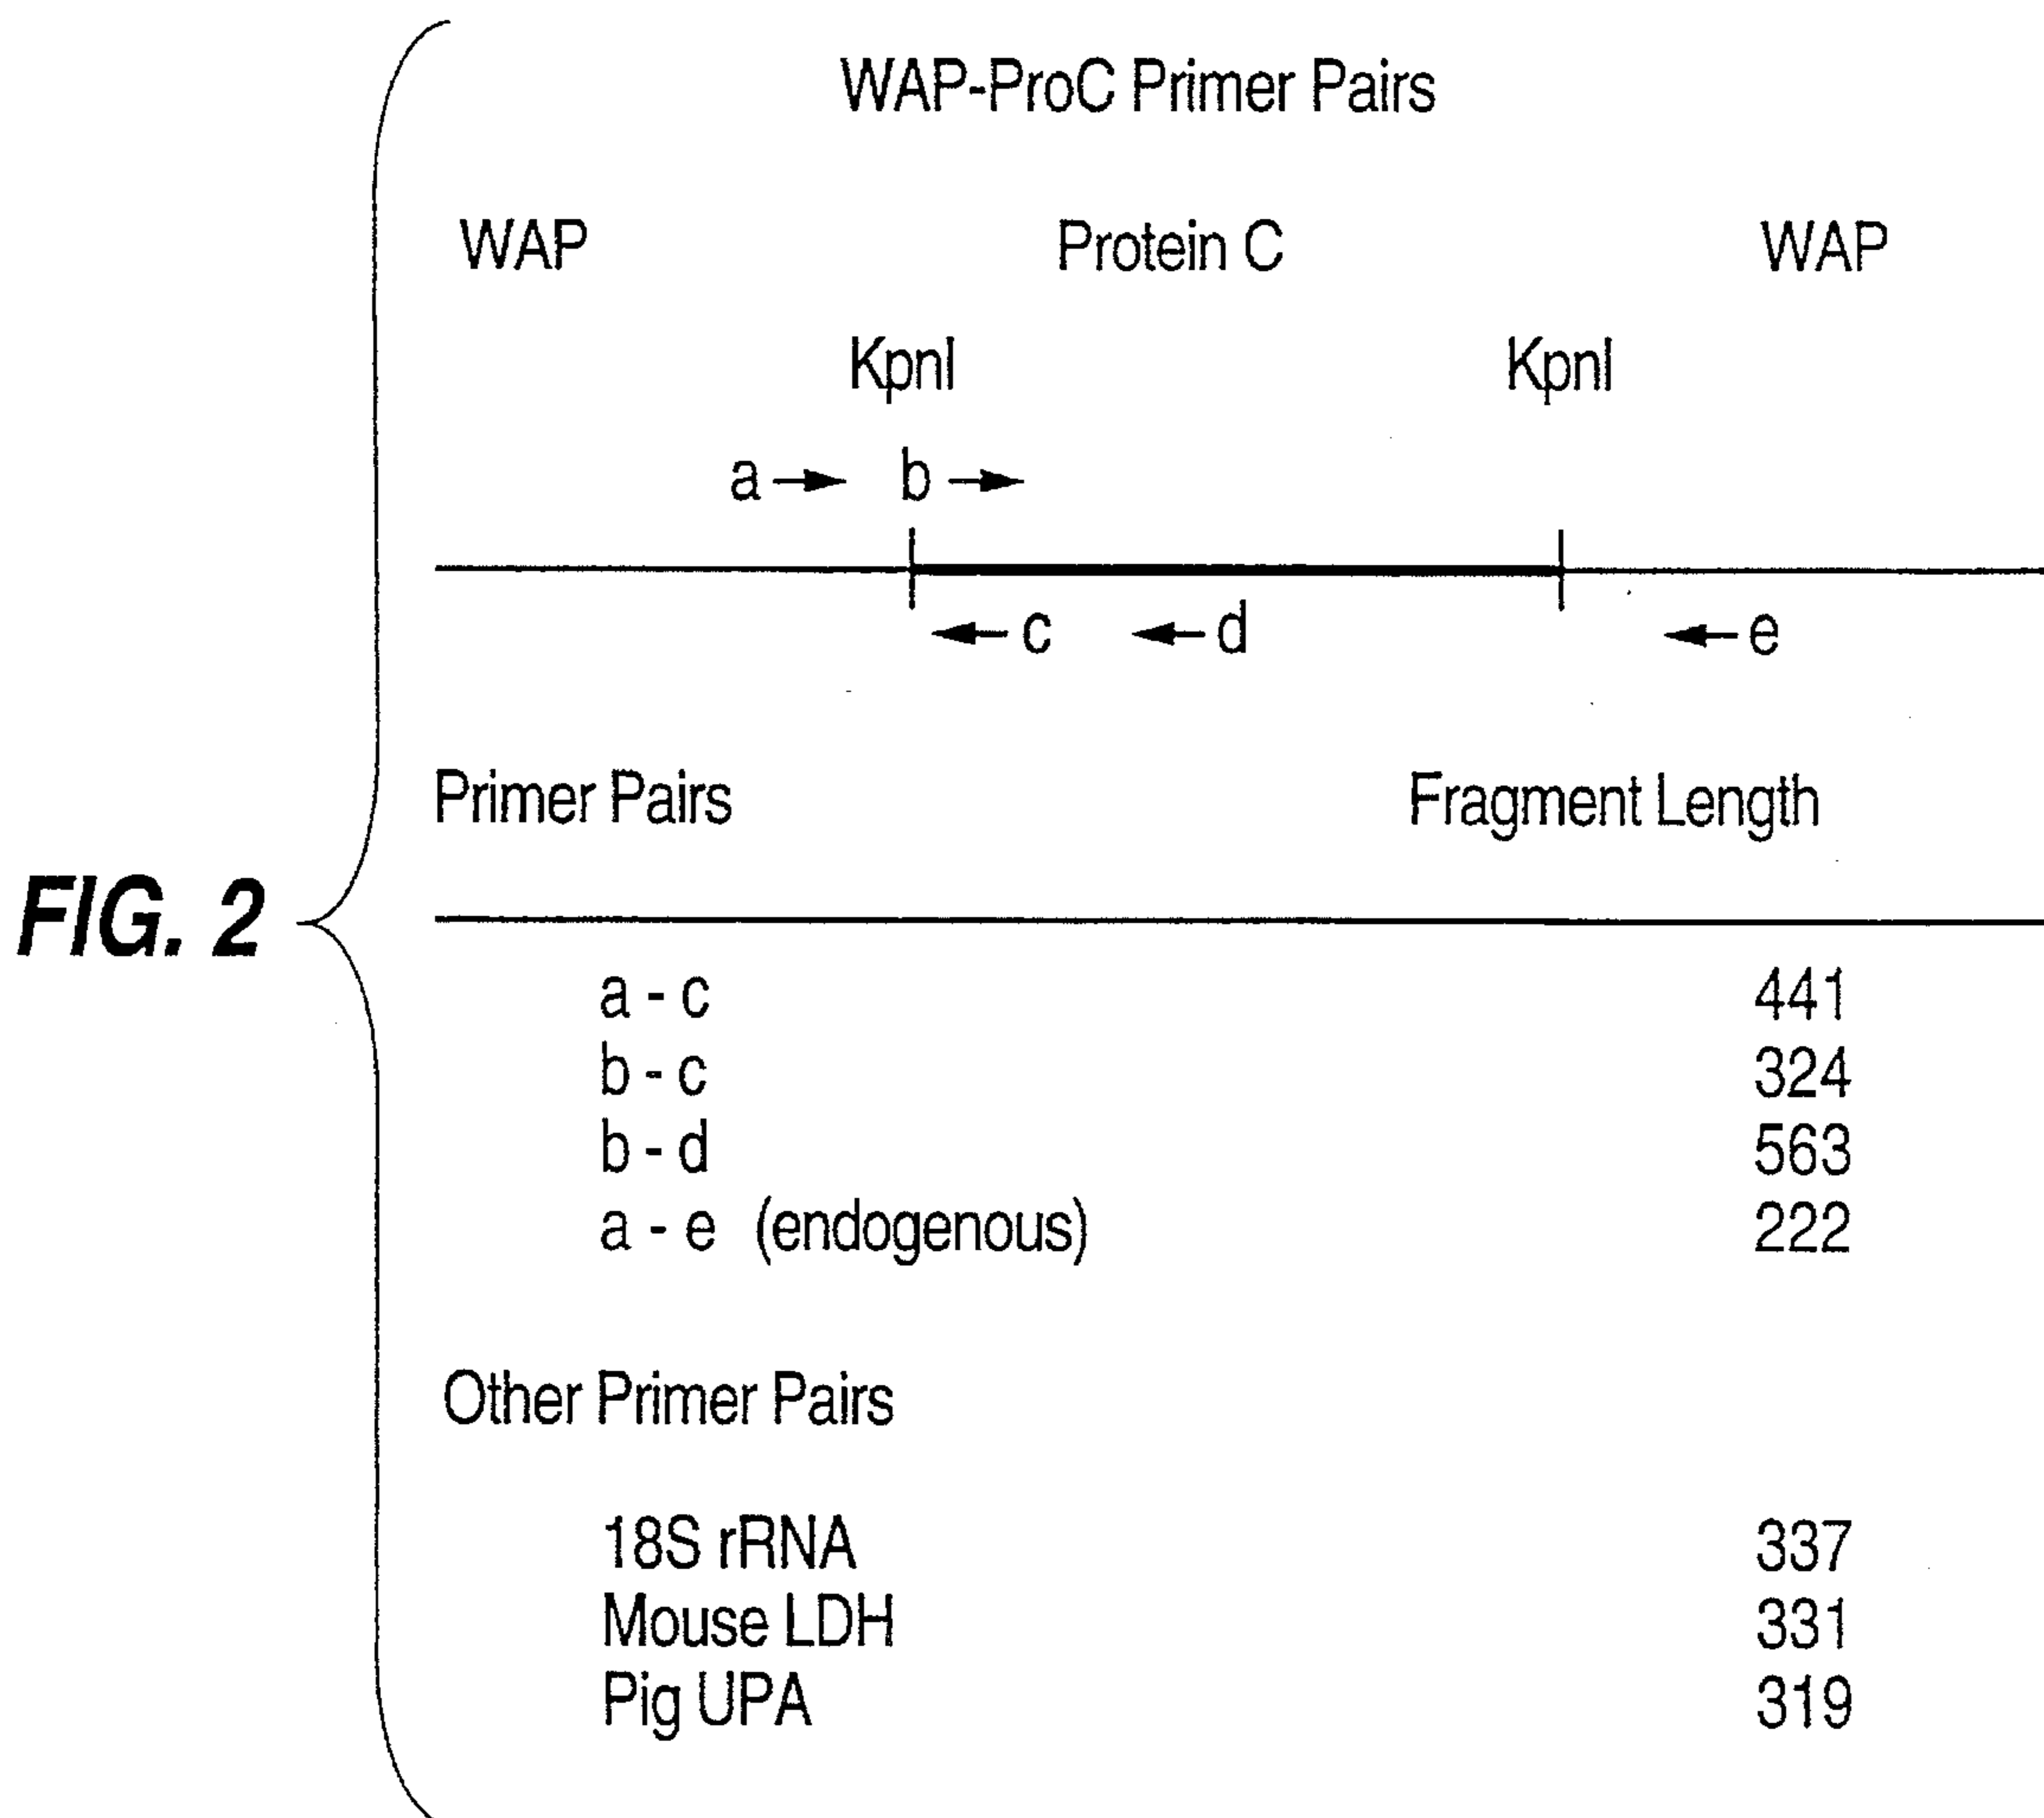 WAP-ProC Primer Pairs
WAP Protein C WAP
KpnI KpnI
a b
c d e
Primer Pairs Fragment Length
FIG. 2
a - c 441
b - c 324
b - d 563
a - e (endogenous) 222
Other Primer Pairs
18S rRNA 337
Mouse LDH 331
Pig UPA 319